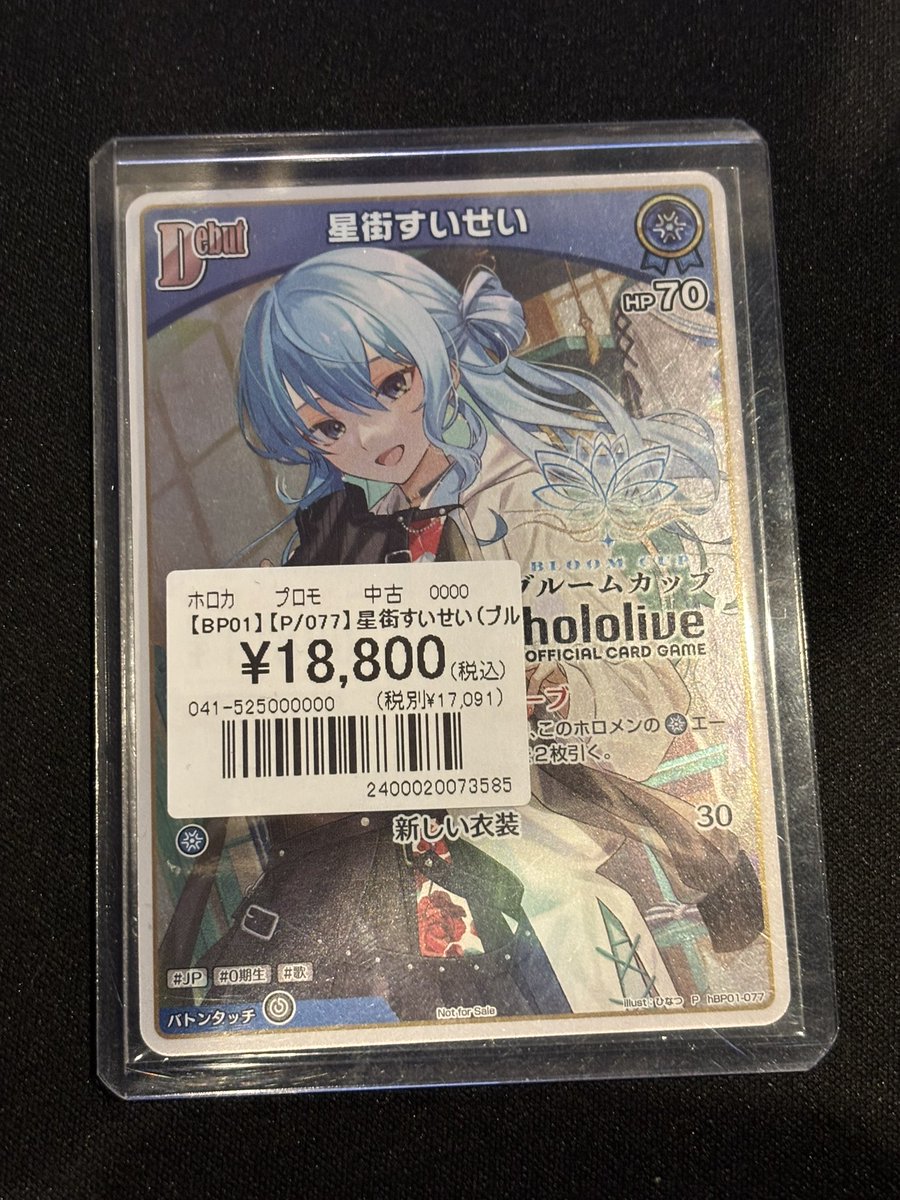 Debut
星街すいせい
HP70
BLOOM CUP
ブルームカップ
hololive
OFFICIAL CARD GAME
ホロカ プロモ 中古 0000
【BP01】【P/077】星街すいせい(ブル
¥18,800(税込)
041-525000000 (税別¥17,091)
2400020073585
ーブ
、このホロメンの エー
2枚引く。
新しい衣装
30
#JP #0期生 #歌
バトンタッチ
Not for Sale
illust:ひなつ P hBP01-077